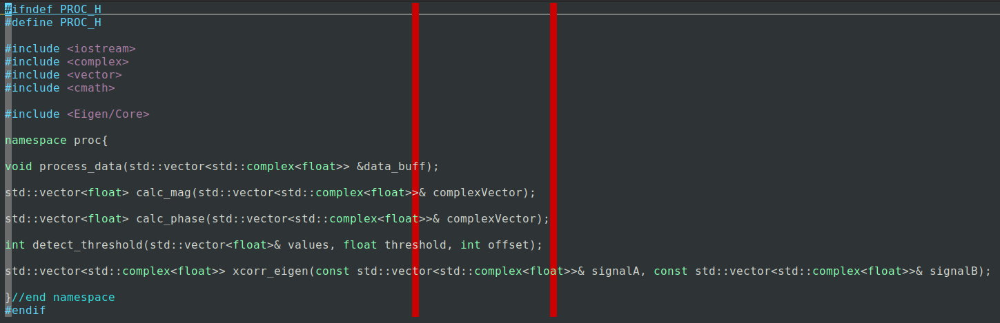 #ifndef PROC_H
#define PROC_H
#include <iostream>
#include <complex>
#include <vector>
#include <cmath>
#include <Eigen/Core>
namespace proc{
void process_data(std::vector<std::complex<float>> &data_buff);
std::vector<float> calc_mag(std::vector<std::complex<float>>& complexVector);
std::vector<float> calc_phase(std::vector<std::complex<float>>& complexVector);
int detect_threshold(std::vector<float>& values, float threshold, int offset);
std::vector<std::complex<float>> xcorr_eigen(const std::vector<std::complex<float>>& signalA, const std::vector<std::complex<float>>& signalB);
}//end namespace
#endif